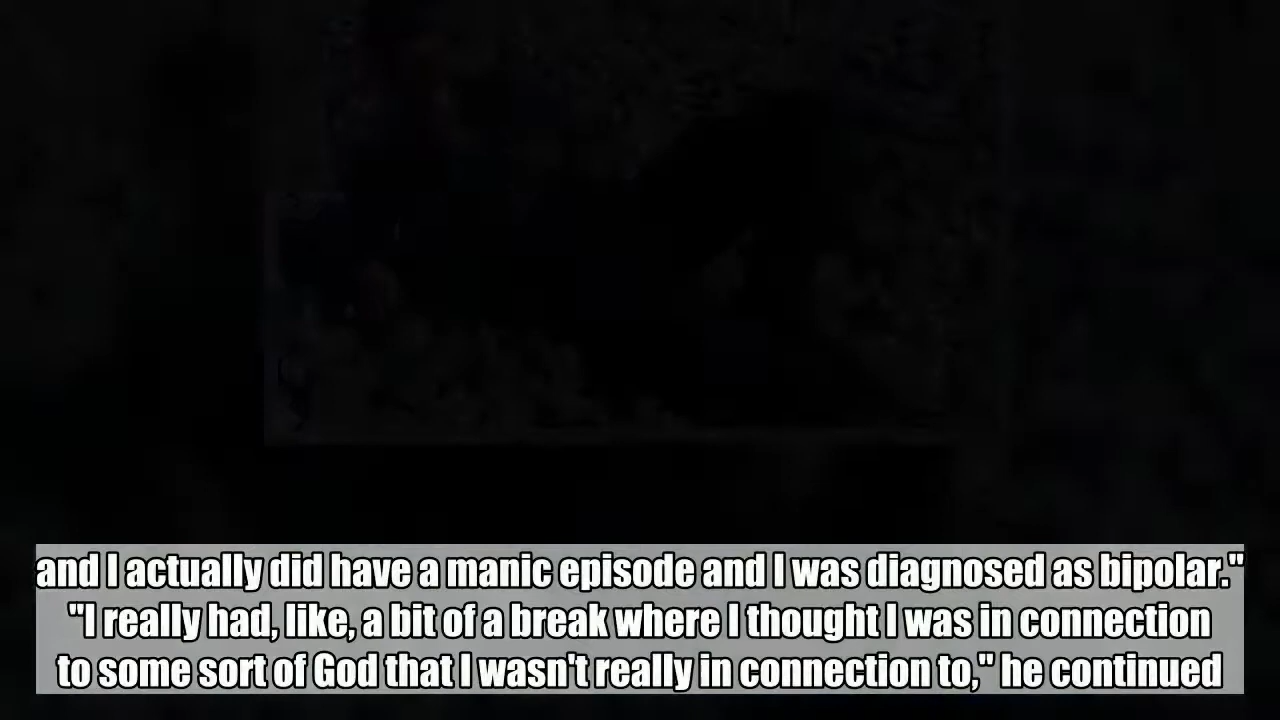 and I actually did have a manic episode and I was diagnosed as bipolar."
"I really had, like, a bit of a break where I thought I was in connection
to some sort of God that I wasn't really in connection to," he continued